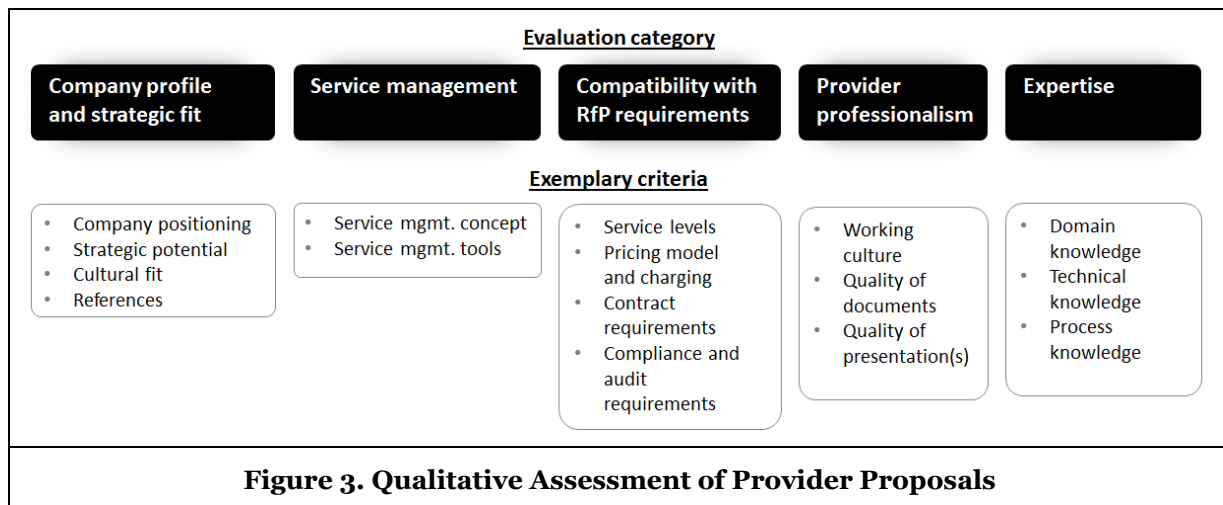 Evaluation category
Company profile
and strategic fit
Service management
Compatibility with
RfP requirements
Provider
professionalism
Expertise
Exemplary criteria
• Company positioning
• Strategic potential
• Cultural fit
• References
• Service mgmt. concept
• Service mgmt. tools
• Service levels
• Pricing model
and charging
• Contract
requirements
• Compliance and
audit
requirements
• Working
culture
• Quality of
documents
• Quality of
presentation(s)
• Domain
knowledge
• Technical
knowledge
• Process
knowledge
Figure 3. Qualitative Assessment of Provider Proposals